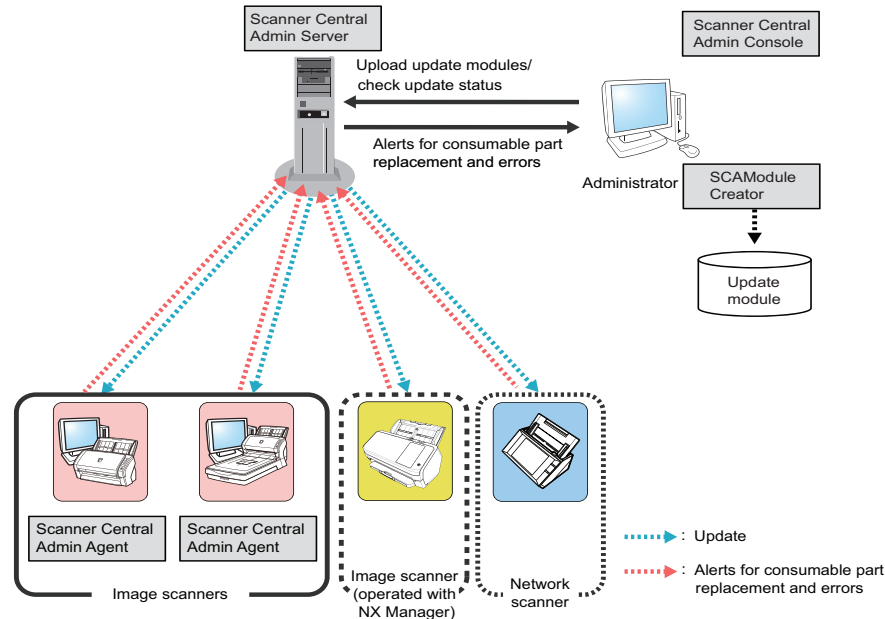 Scanner Central
Admin Server
Scanner Central
Admin Console
Upload update modules/
check update status
Alerts for consumable part
replacement and errors
Administrator
SCAModule
Creator
Update
module
Scanner Central
Admin Agent
Scanner Central
Admin Agent
Image scanners
Image scanner
(operated with
NX Manager)
Network
scanner
: Update
: Alerts for consumable part
replacement and errors